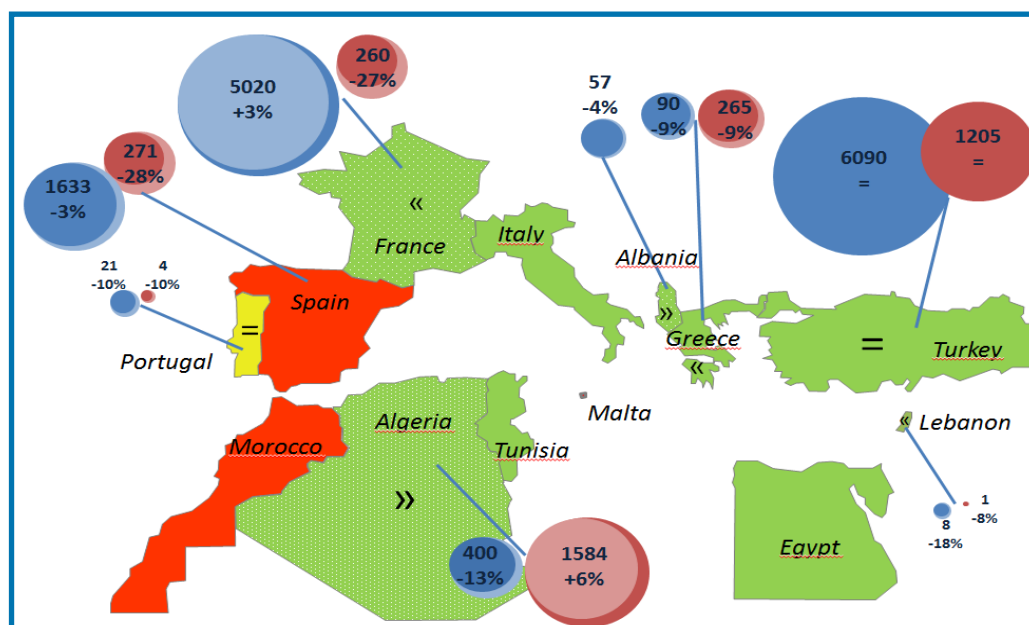 5020
+3%
260
-27%
57
-4%
90
-9%
265
-9%
6090
=
1205
=
271
-28%
1633
-3%
«
France
Italy
Albania
21
-10%
4
-10%
Spain
»
Greece
=
Turkey
=
Portugal
«
Malta
«
Lebanon
Algeria
Morocco
Tunisia
»
1
-8%
8
-18%
Egypt
400
-13%
1584
+6%